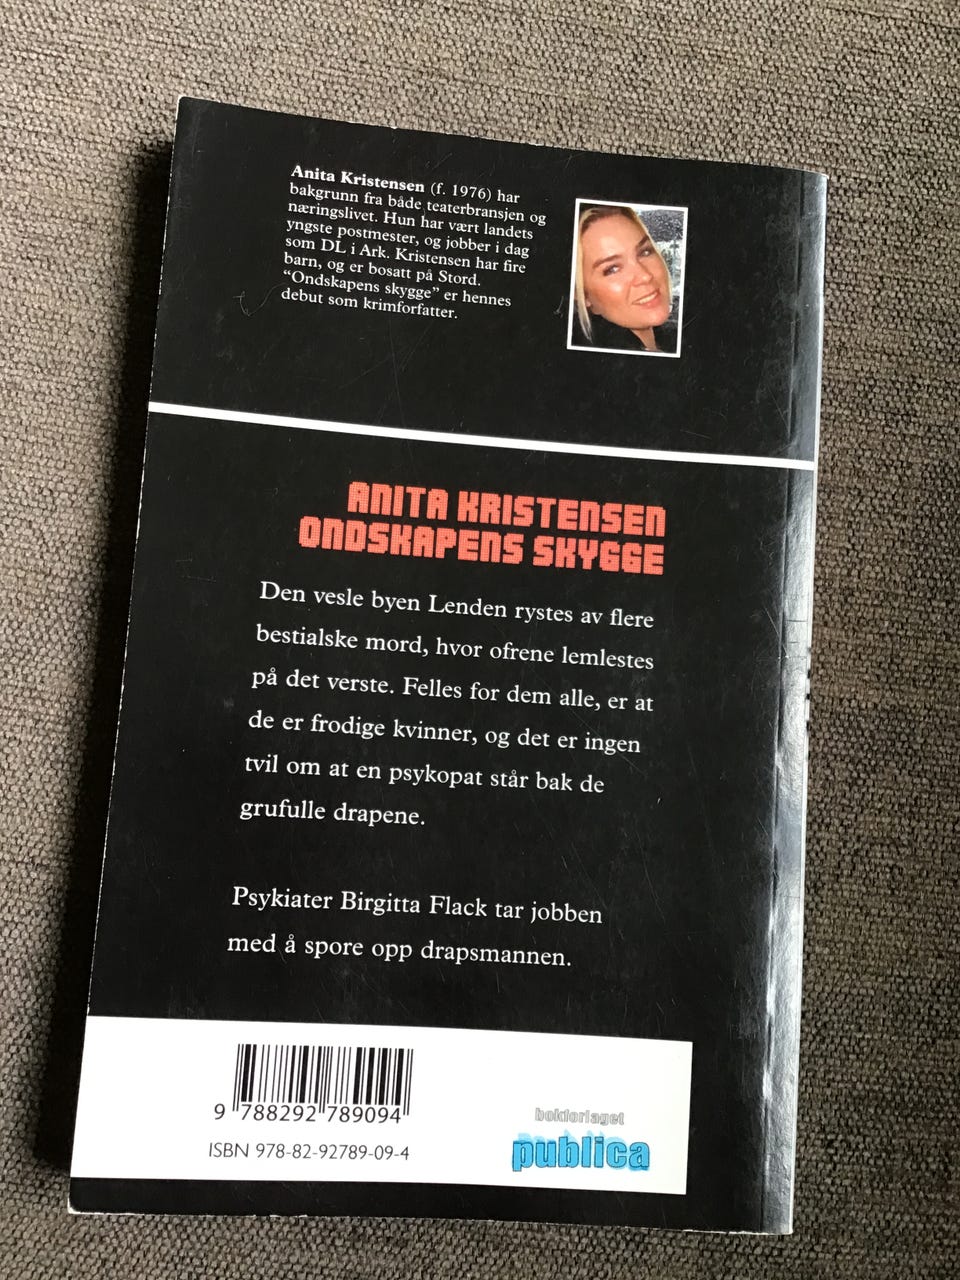 Anita Kristensen (f. 1976) har
bakgrunn fra både teaterbransjen og
næringslivet. Hun har vært landets
yngste postmester, og jobber i dag
som DL i Ark. Kristensen har fire
barn, og er bosatt på Stord.
“Ondskapens skygge” er hennes
debut som krimforfatter.
ANITA KRISTENSEN
ONDSKAPENS SKYGGE
Den vesle byen Lenden rystes av flere
bestialske mord, hvor ofrene lemlestes
på det verste. Felles for dem alle, er at
de er frodige kvinner, og det er ingen
tvil om at en psykopat står bak de
grufulle drapene.
Psykiater Birgitta Flack tar jobben
med å spore opp drapsmannen.
9 788292 789094
ISBN 978-82-92789-09-4
bokforlaget
publica